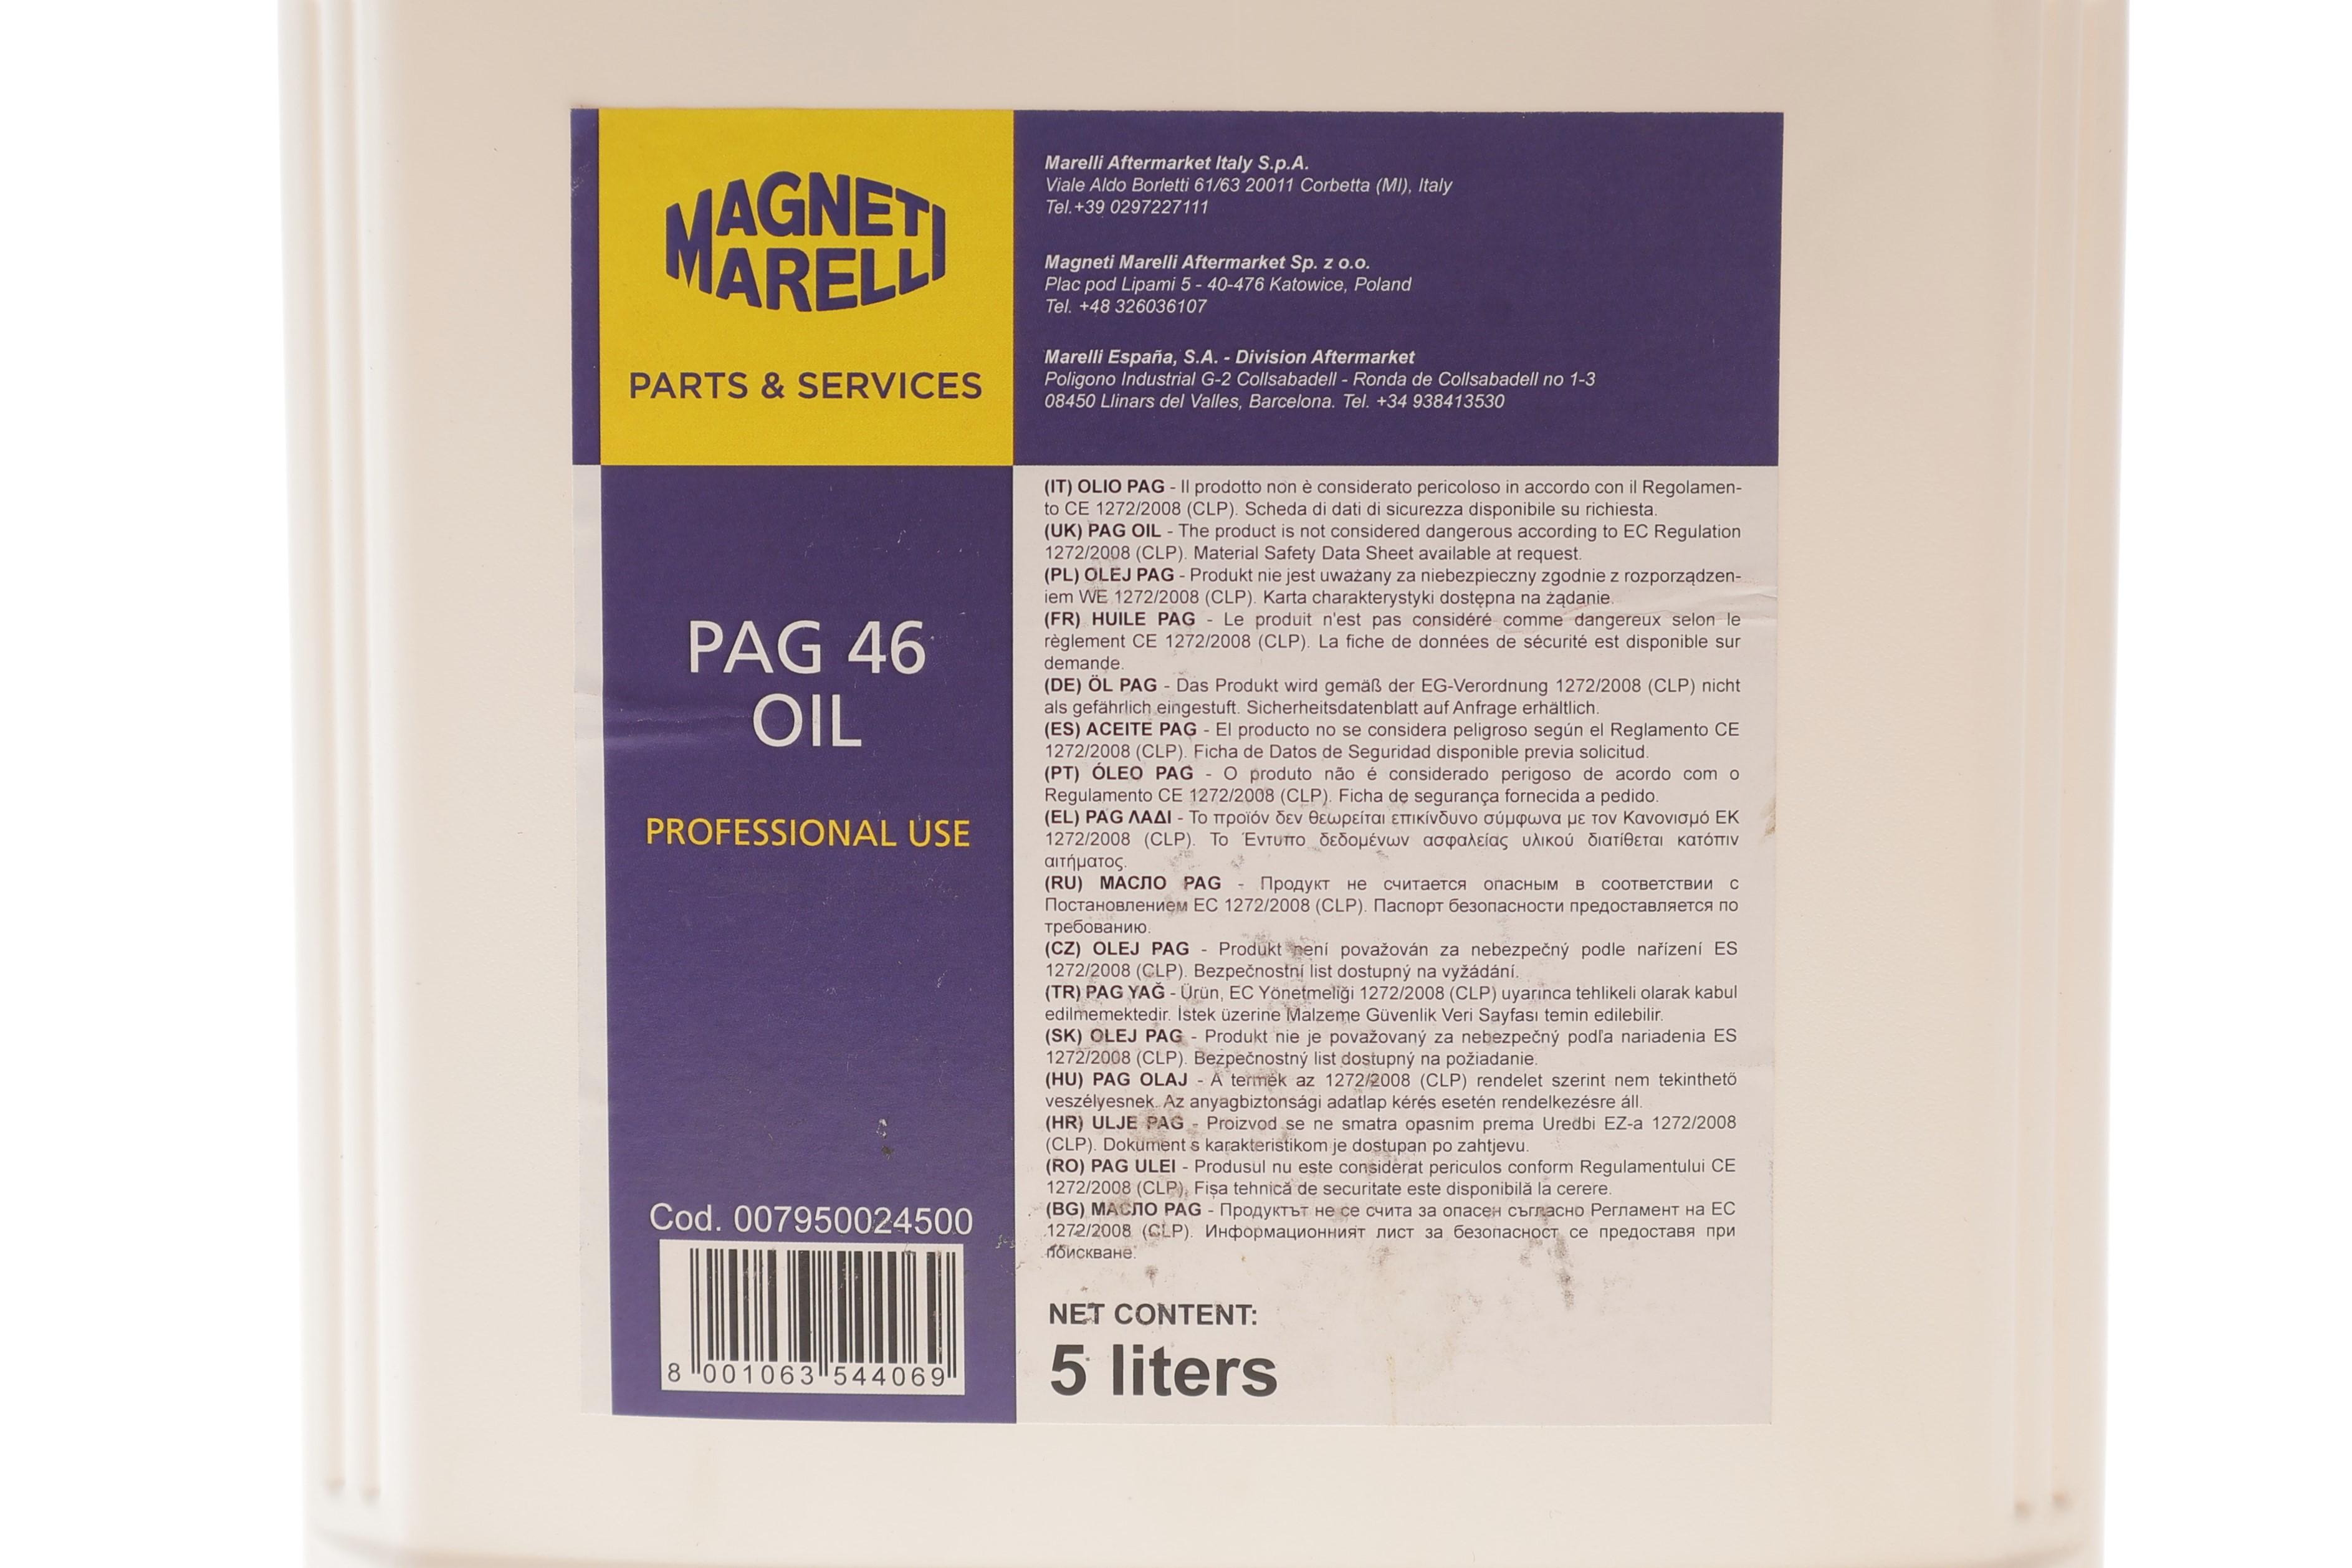 MAGNETI
MARELLI
PARTS & SERVICES
Marelli Aftermarket Italy S.p.A.
Viale Aldo Borletti 61/63 20011 Corbetta (MI), Italy
Tel.+39 0297227111
Magneti Marelli Aftermarket Sp. z o.o.
Plac pod Lipami 5 - 40-476 Katowice, Poland
Tel. +48 326036107
Marelli España, S.A. - Division Aftermarket
Poligono Industrial G-2 Collsabadell - Ronda de Collsabadell no 1-3
08450 Llinars del Valles, Barcelona. Tel. +34 938413530
PAG 46
OIL
PROFESSIONAL USE
Cod. 007950024500
8 001063 544069
(IT) OLIO PAG - Il prodotto non è considerato pericoloso in accordo con il Regolamen-
to CE 1272/2008 (CLP). Scheda di dati di sicurezza disponibile su richiesta.
(UK) PAG OIL - The product is not considered dangerous according to EC Regulation
1272/2008 (CLP). Material Safety Data Sheet available at request.
(PL) OLEJ PAG - Produkt nie jest uważany za niebezpieczny zgodnie z rozporządzen-
iem WE 1272/2008 (CLP). Karta charakterystyki dostępna na żądanie.
(FR) HUILE PAG - Le produit n'est pas considéré comme dangereux selon le
règlement CE 1272/2008 (CLP). La fiche de données de sécurité est disponible sur
demande.
(DE) ÖL PAG - Das Produkt wird gemäß der EG-Verordnung 1272/2008 (CLP) nicht
als gefährlich eingestuft. Sicherheitsdatenblatt auf Anfrage erhältlich.
(ES) ACEITE PAG - El producto no se considera peligroso según el Reglamento CE
1272/2008 (CLP). Ficha de Datos de Seguridad disponible previa solicitud.
(PT) ÓLEO PAG - O produto não é considerado perigoso de acordo com o
Regulamento CE 1272/2008 (CLP). Ficha de segurança fornecida a pedido.
(EL) PAG ΛΑΔΙ - Το προϊόν δεν θεωρείται επικίνδυνο σύμφωνα με τον Κανονισμό ΕΚ
1272/2008 (CLP). Το Έντυπο δεδομένων ασφαλείας υλικού διατίθεται κατόπιν
αιτήματος.
(RU) МАСЛО PAG - Продукт не считается опасным в соответствии с
Постановлением ЕС 1272/2008 (CLP). Паспорт безопасности предоставляется по
требованию.
(CZ) OLEJ PAG - Produkt není považován za nebezpečný podle nařízení ES
1272/2008 (CLP). Bezpečnostní list dostupný na vyžádání.
(TR) PAG YAĞ - Ürün, EC Yönetmeliği 1272/2008 (CLP) uyarınca tehlikeli olarak kabul
edilmemektedir. İstek üzerine Malzeme Güvenlik Veri Sayfası temin edilebilir.
(SK) OLEJ PAG - Produkt nie je považovaný za nebezpečný podľa nariadenia ES
1272/2008 (CLP). Bezpečnostný list dostupný na požiadanie.
(HU) PAG OLAJ - A termék az 1272/2008 (CLP) rendelet szerint nem tekinthető
veszélyesnek. Az anyagbiztonsági adatlap kérés esetén rendelkezésre áll.
(HR) ULJE PAG - Proizvod se ne smatra opasnim prema Uredbi EZ-a 1272/2008
(CLP). Dokument s karakteristikom je dostupan po zahtjevu.
(RO) PAG ULEI - Produsul nu este considerat periculos conform Regulamentului CE
1272/2008 (CLP). Fișa tehnică de securitate este disponibilă la cerere.
(BG) МАСЛО PAG - Продуктът не се счита за опасен съгласно Регламент на ЕС
1272/2008 (CLP). Информационният лист за безопасност се предоставя при
поискване.
NET CONTENT:
5 liters